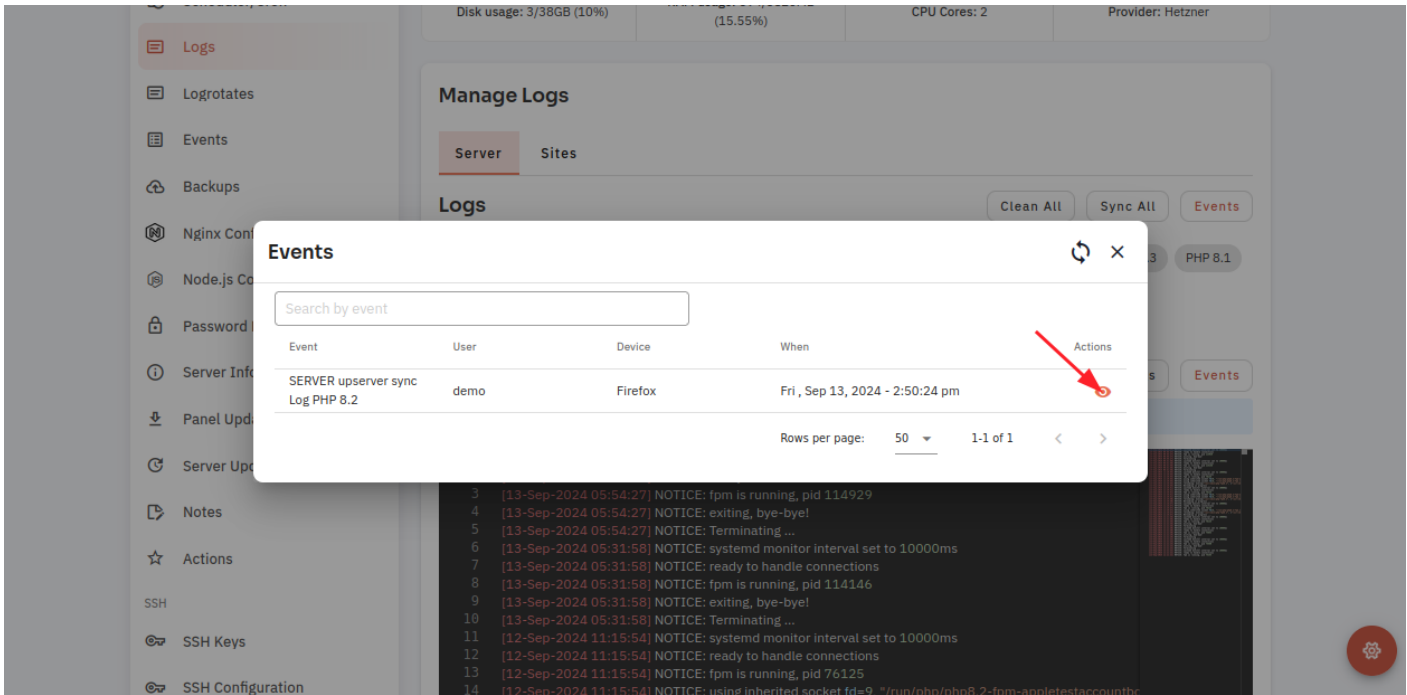 Disk usage: 3/38GB (10%)
(15.55%)
CPU Cores: 2
Provider: Hetzner
Logs
Logrotates
Events
Backups
Nginx Conf
Node.js Co
Password
Server Info
Panel Upd
Server Upd
Notes
Actions
SSH
SSH Keys
SSH Configuration
Manage Logs
Server Sites
Logs
Clean All Sync All Events
.3 PHP 8.1
s Events
Events
Search by event
Event User Device When Actions
SERVER upserver sync
Log PHP 8.2
demo Firefox Fri , Sep 13, 2024 - 2:50:24 pm
Rows per page: 50 1-1 of 1
3 [13-Sep-2024 05:54:27] NOTICE: fpm is running, pid 114929
4 [13-Sep-2024 05:54:27] NOTICE: exiting, bye-bye!
5 [13-Sep-2024 05:54:27] NOTICE: Terminating ...
6 [13-Sep-2024 05:31:58] NOTICE: systemd monitor interval set to 10000ms
7 [13-Sep-2024 05:31:58] NOTICE: ready to handle connections
8 [13-Sep-2024 05:31:58] NOTICE: fpm is running, pid 114146
9 [13-Sep-2024 05:31:58] NOTICE: exiting, bye-bye!
10 [13-Sep-2024 05:31:58] NOTICE: Terminating ...
11 [12-Sep-2024 11:15:54] NOTICE: systemd monitor interval set to 10000ms
12 [12-Sep-2024 11:15:54] NOTICE: ready to handle connections
13 [12-Sep-2024 11:15:54] NOTICE: fpm is running, pid 76125
14 [12-Sep-2024 11:15:54] NOTICE: using inherited socket fd=9, "/run/php/php8.2-fpm-appletestaccountbc